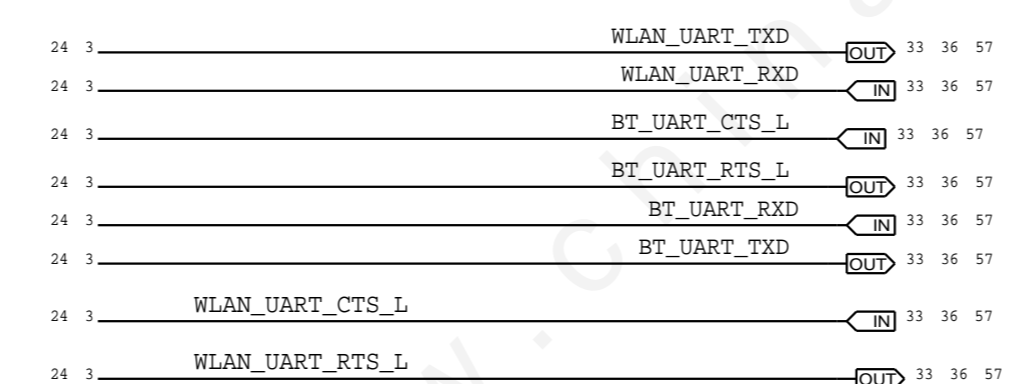 24 3 WLAN_UART_TXD OUT 33 36 57
24 3 WLAN_UART_RXD IN 33 36 57
24 3 BT_UART_CTS_L IN 33 36 57
24 3 BT_UART_RTS_L OUT 33 36 57
24 3 BT_UART_RXD IN 33 36 57
24 3 BT_UART_TXD OUT 33 36 57
24 3 WLAN_UART_CTS_L IN 33 36 57
24 3 WLAN_UART_RTS_L OUT 33 36 57
w.chin